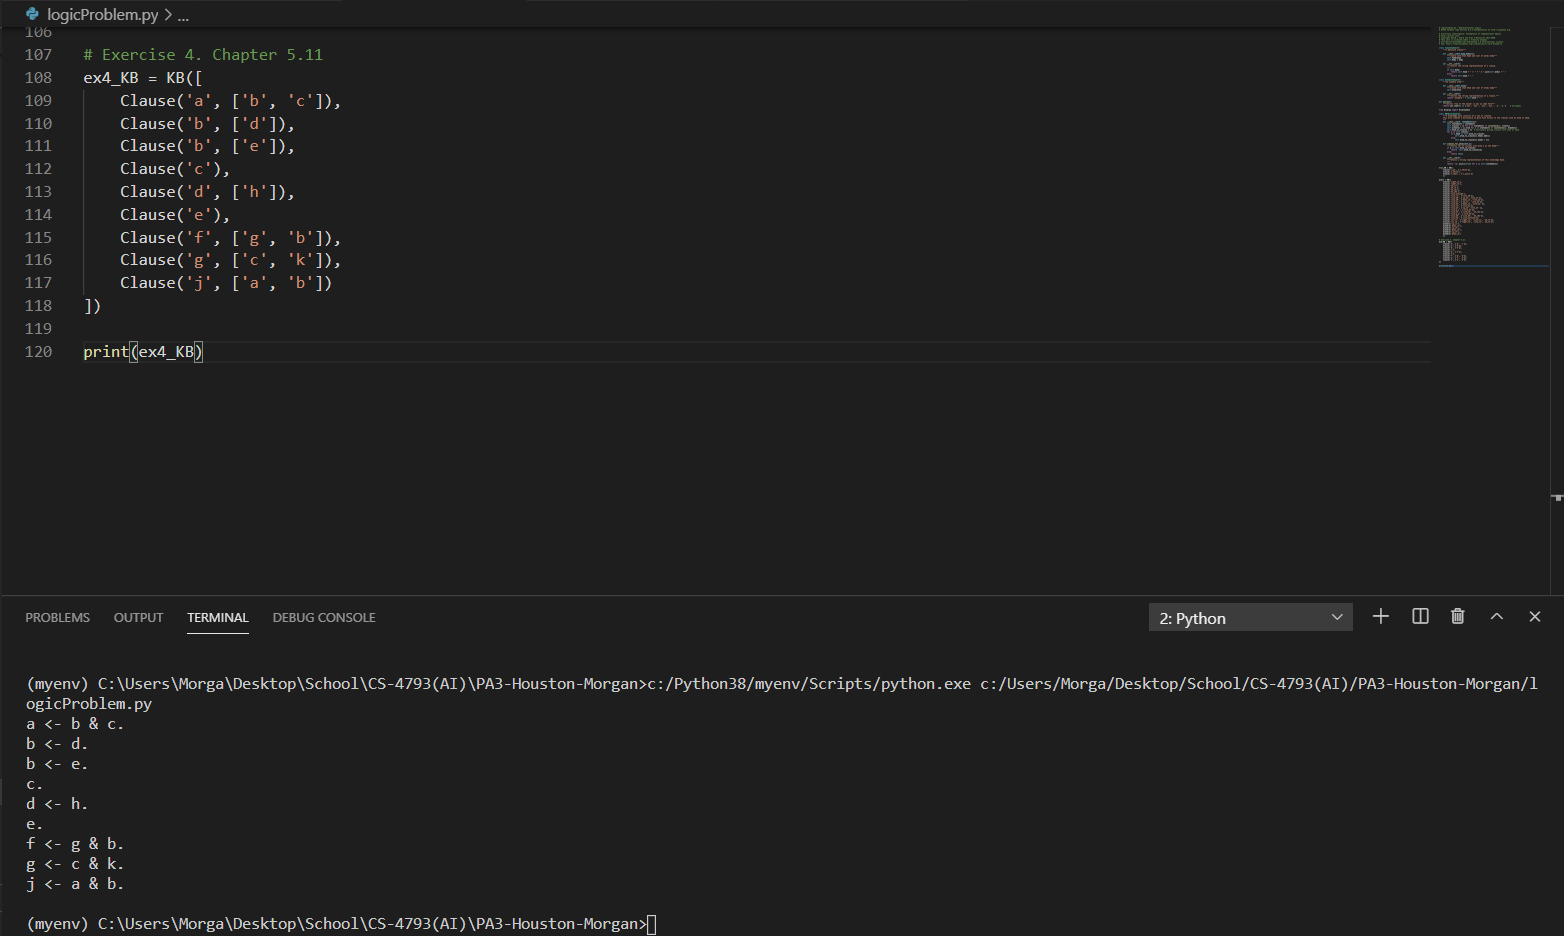 logicProblem.py > ...
106
107 # Exercise 4. Chapter 5.11
108 ex4_KB = KB([
109     Clause('a', ['b', 'c']),
110     Clause('b', ['d']),
111     Clause('b', ['e']),
112     Clause('c'),
113     Clause('d', ['h']),
114     Clause('e'),
115     Clause('f', ['g', 'b']),
116     Clause('g', ['c', 'k']),
117     Clause('j', ['a', 'b'])
118 ])
119
120 print(ex4_KB)
PROBLEMS OUTPUT TERMINAL DEBUG CONSOLE 2: Python
(myenv) C:\Users\Morga\Desktop\School\CS-4793(AI)\PA3-Houston-Morgan>c:/Python38/myenv/Scripts/python.exe c:/Users/Morga/Desktop/School/CS-4793(AI)/PA3-Houston-Morgan/l
ogicProblem.py
a <- b & c.
b <- d.
b <- e.
c.
d <- h.
e.
f <- g & b.
g <- c & k.
j <- a & b.
(myenv) C:\Users\Morga\Desktop\School\CS-4793(AI)\PA3-Houston-Morgan>